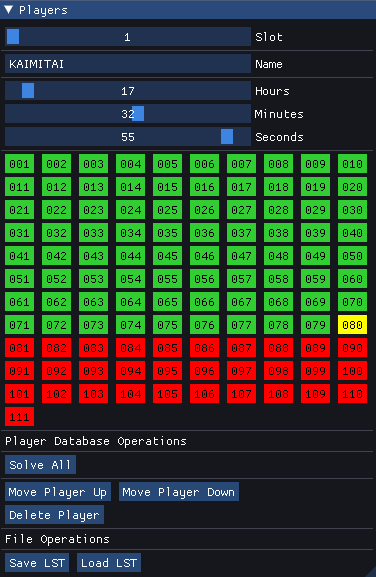 Players
1 Slot
KAIMITAI Name
17 Hours
32 Minutes
55 Seconds
001 002 003 004 005 006 007 008 009 010
011 012 013 014 015 016 017 018 019 020
021 022 023 024 025 026 027 028 029 030
031 032 033 034 035 036 037 038 039 040
041 042 043 044 045 046 047 048 049 050
051 052 053 054 055 056 057 058 059 060
061 062 063 064 065 066 067 068 069 070
071 072 073 074 075 076 077 078 079 080
081 082 083 084 085 086 087 088 089 090
091 092 093 094 095 096 097 098 099 100
101 102 103 104 105 106 107 108 109 110
111
Player Database Operations
Solve All
Move Player Up Move Player Down
Delete Player
File Operations
Save LST Load LST